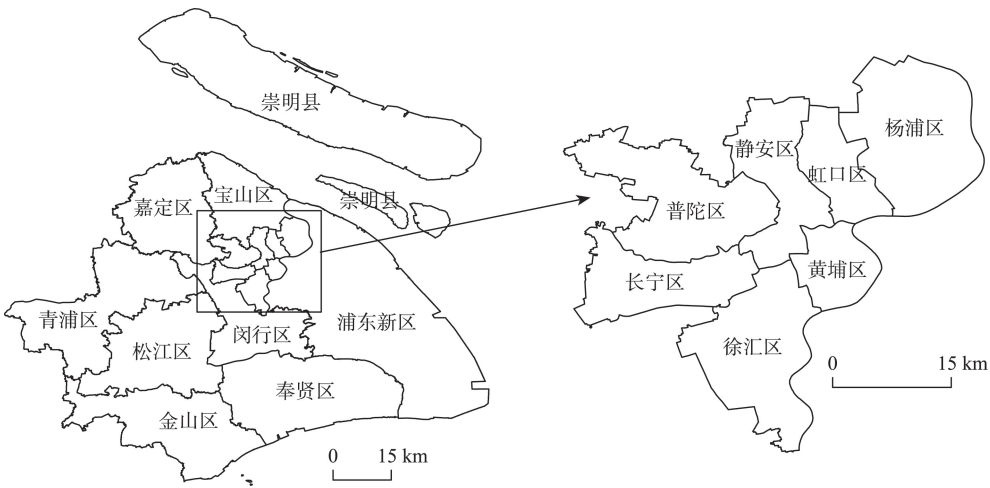 崇明县
崇明县
宝山区
嘉定区
青浦区
松江区
闵行区
浦东新区
奉贤区
金山区
0 15 km
杨浦区
静安区
虹口区
普陀区
黄埔区
长宁区
徐汇区
0 15 km